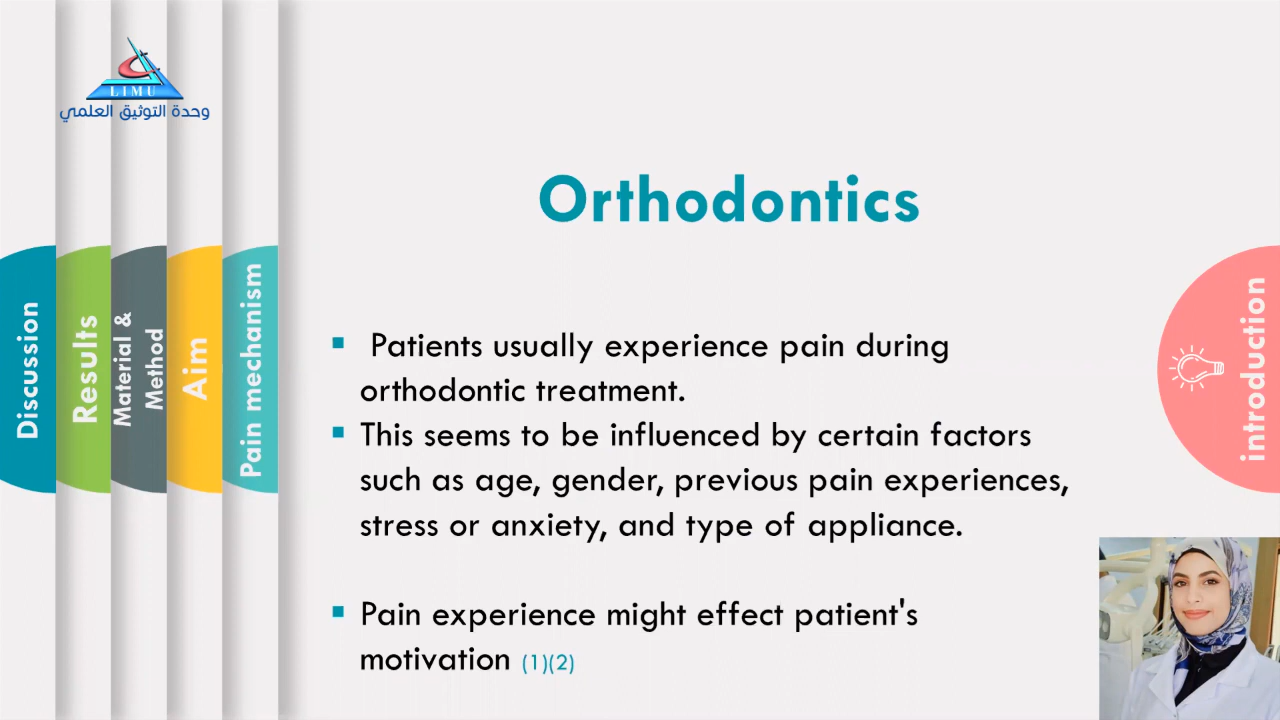 LIMU
وحدة التوثيق العلمي
Orthodontics
Discussion
Results
Material &
Method
Aim
Pain mechanism
▪ Patients usually experience pain during
orthodontic treatment.
▪ This seems to be influenced by certain factors
such as age, gender, previous pain experiences,
stress or anxiety, and type of appliance.
▪ Pain experience might effect patient's
motivation (1)(2)
introduction